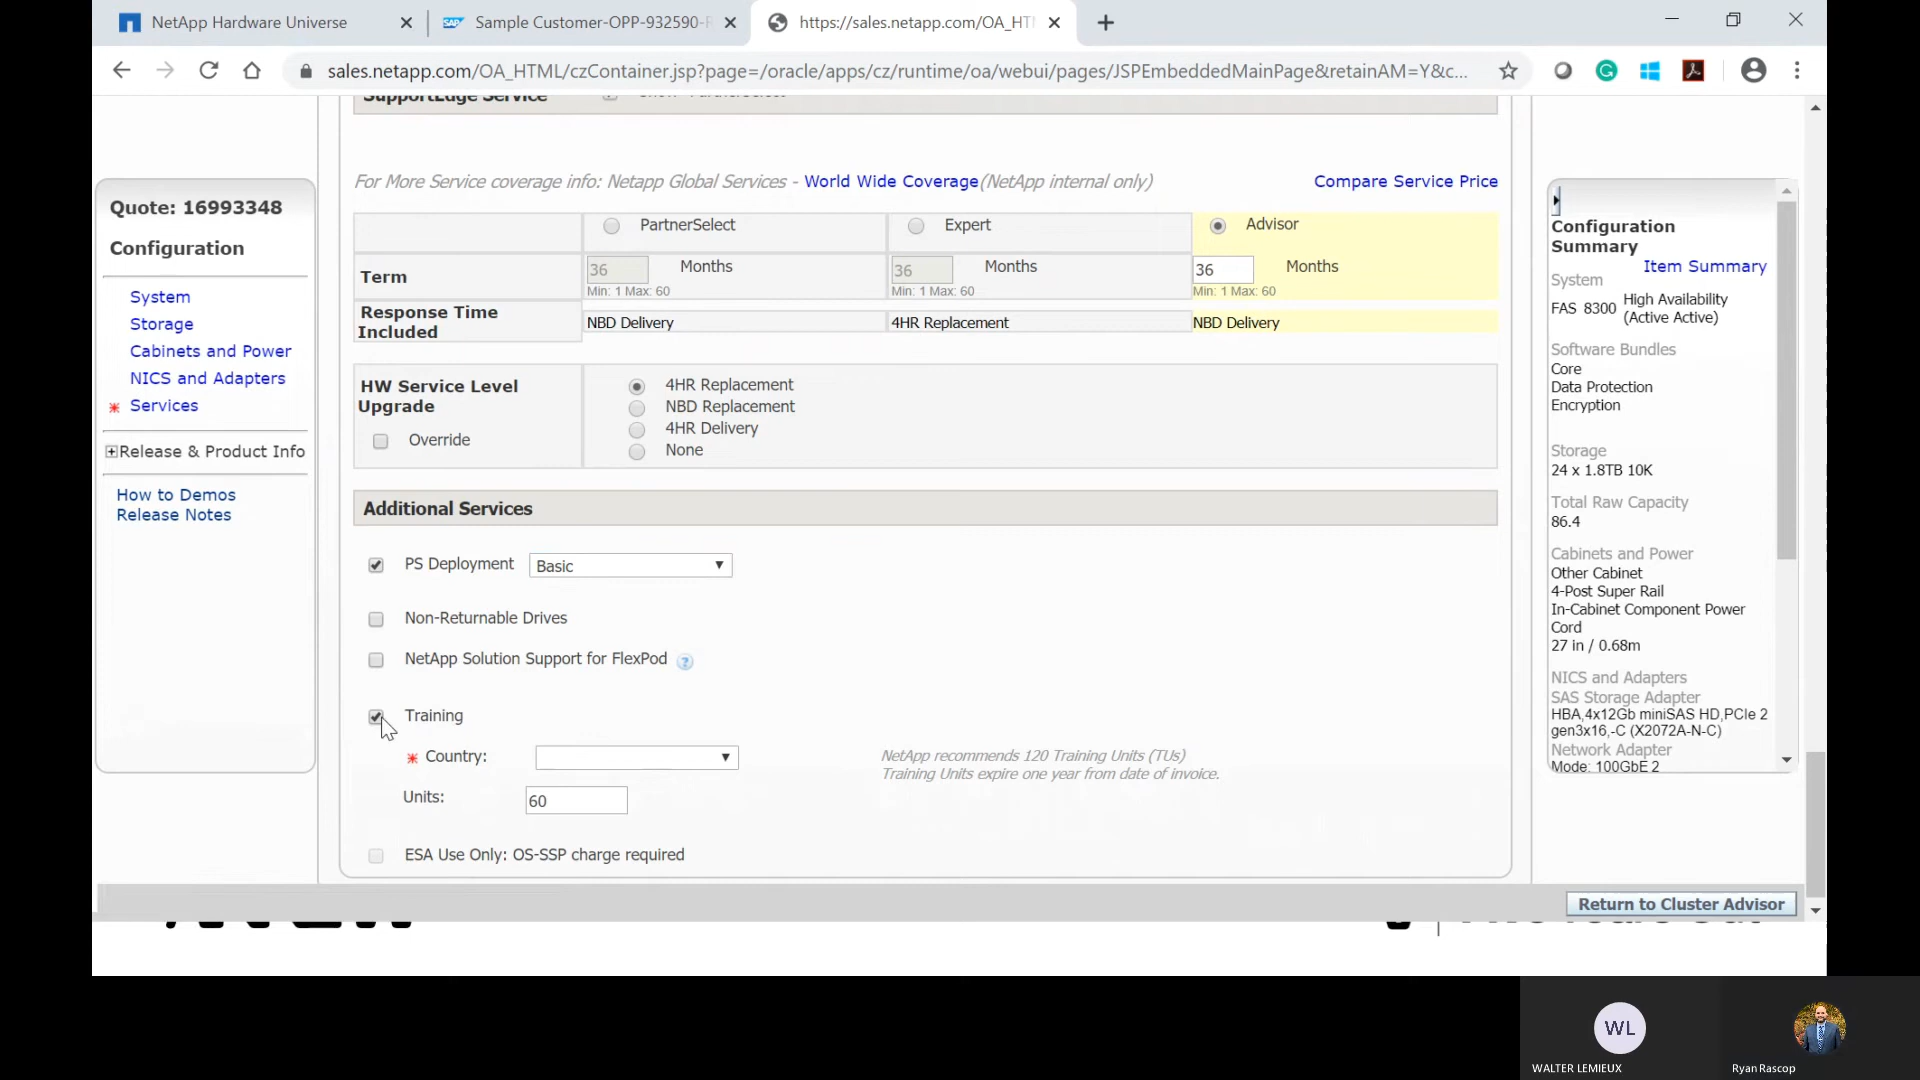 NetApp Hardware Universe
SAP
Sample Customer-OPP-932590-
https://sales.netapp.com/OA_HT
sales.netapp.com/OA_HTML/czContainer.jsp?page=/oracle/apps/cz/runtime/oa/webui/pages/JSPEmbeddedMainPage&retainAM=Y&c...
SupportEdge Service
Show PartnerSelect
For More Service coverage info: Netapp Global Services - World Wide Coverage(NetApp internal only)
Compare Service Price
PartnerSelect
Expert
Advisor
Term
36 Months
Min: 1 Max: 60
36 Months
Min: 1 Max: 60
36 Months
Min: 1 Max: 60
Response Time
Included
NBD Delivery
4HR Replacement
NBD Delivery
HW Service Level
Upgrade
Override
4HR Replacement
NBD Replacement
4HR Delivery
None
Additional Services
PS Deployment
Basic
Non-Returnable Drives
NetApp Solution Support for FlexPod
?
Training
* Country:
NetApp recommends 120 Training Units (TUs)
Training Units expire one year from date of invoice.
Units:
60
ESA Use Only: OS-SSP charge required
Return to Cluster Advisor
Quote: 16993348
Configuration
System
Storage
Cabinets and Power
NICS and Adapters
* Services
Release & Product Info
How to Demos
Release Notes
Configuration
Summary
Item Summary
System
FAS 8300
High Availability
(Active Active)
Software Bundles
Core
Data Protection
Encryption
Storage
24 x 1.8TB 10K
Total Raw Capacity
86.4
Cabinets and Power
Other Cabinet
4-Post Super Rail
In-Cabinet Component Power
Cord
27 in / 0.68m
NICS and Adapters
SAS Storage Adapter
HBA,4x12Gb miniSAS HD,PCIe 2
gen3x16,-C (X2072A-N-C)
Network Adapter
Mode: 100GbE 2
WL
WALTER LEMIEUX
Ryan Rascop